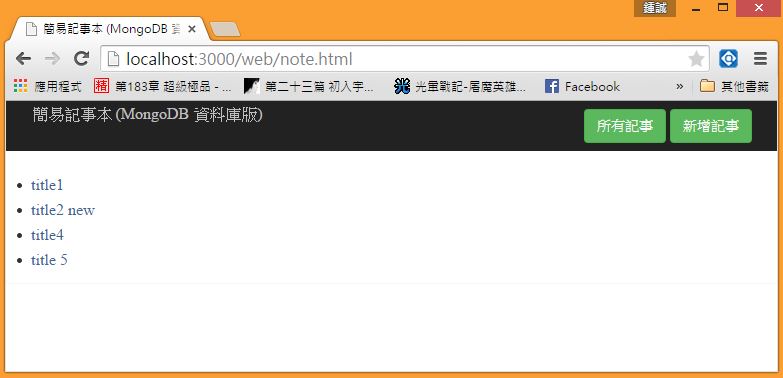 鍾誠
簡易記事本 (MongoDB 資
localhost:3000/web/note.html
應用程式 精 第183章 超級極品 - ... 第二十三篇 初入字... 光暈戰記-屠魔英雄... Facebook » 其他書籤
簡易記事本 (MongoDB 資料庫版) 所有記事 新增記事
title1
title2 new
title4
title 5